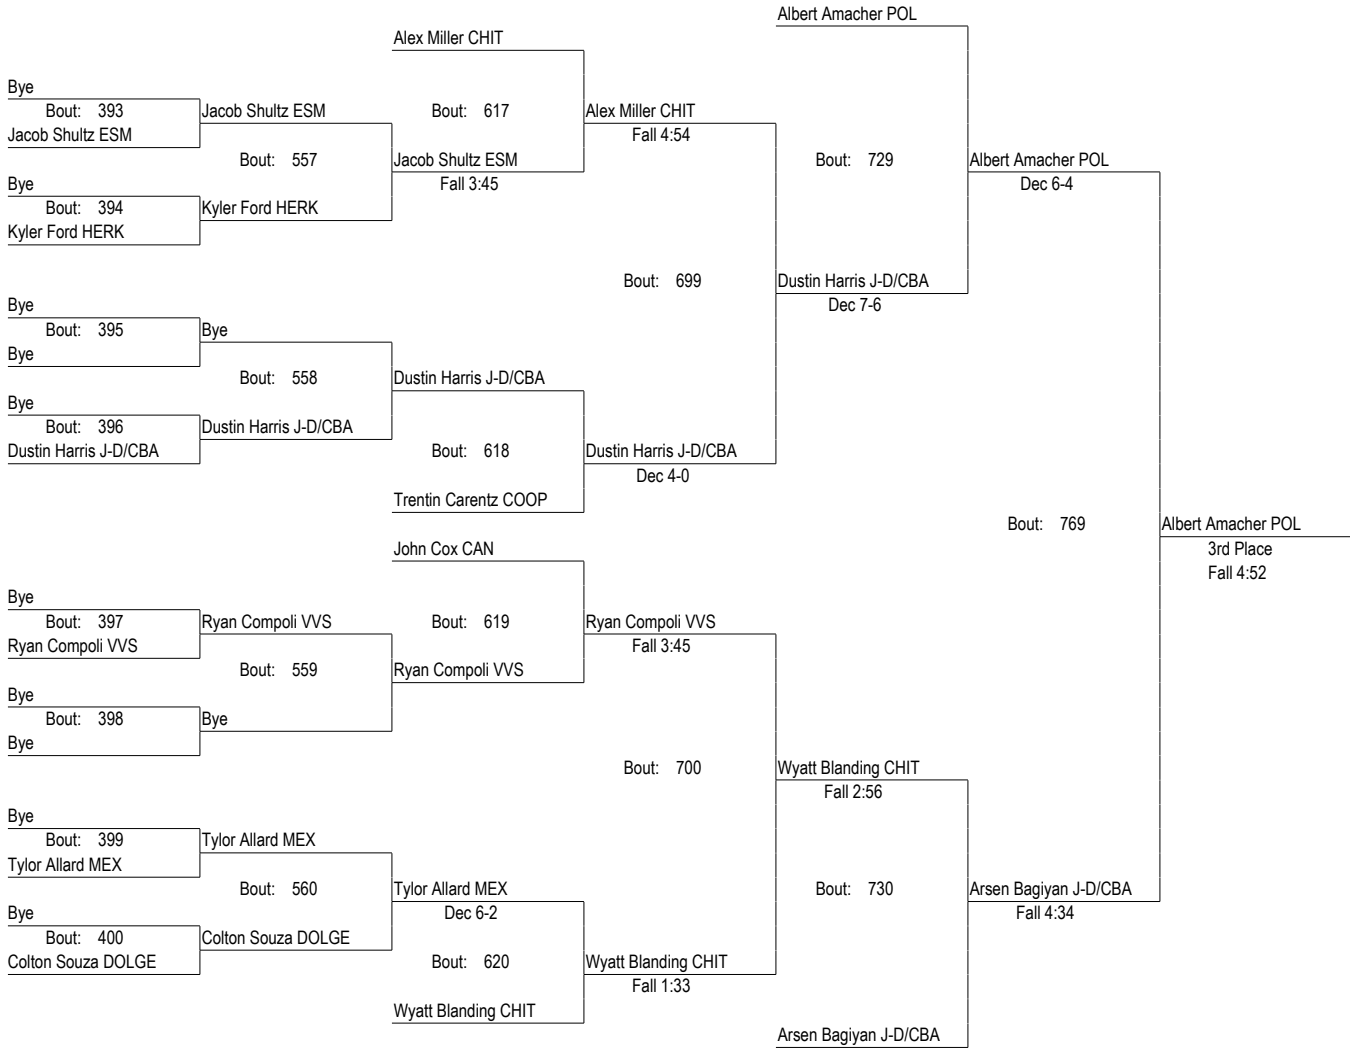 Albert Amacher POL
Alex Miller CHIT
Bye
Bout: 393
Jacob Shultz ESM
Bout: 617
Alex Miller CHIT
Jacob Shultz ESM
Fall 4:54
Bout: 557
Jacob Shultz ESM
Bout: 729
Albert Amacher POL
Bye
Fall 3:45
Dec 6-4
Bout: 394
Kyler Ford HERK
Kyler Ford HERK
Bout: 699
Dustin Harris J-D/CBA
Bye
Dec 7-6
Bout: 395
Bye
Bye
Bout: 558
Dustin Harris J-D/CBA
Bye
Bout: 396
Dustin Harris J-D/CBA
Dustin Harris J-D/CBA
Bout: 618
Dustin Harris J-D/CBA
Dec 4-0
Trentin Carentz COOP
Bout: 769
Albert Amacher POL
John Cox CAN
3rd Place
Fall 4:52
Bye
Bout: 397
Ryan Compoli VVS
Bout: 619
Ryan Compoli VVS
Ryan Compoli VVS
Fall 3:45
Bout: 559
Ryan Compoli VVS
Bye
Bout: 398
Bye
Bye
Bout: 700
Wyatt Blanding CHIT
Fall 2:56
Bye
Bout: 399
Tylor Allard MEX
Tylor Allard MEX
Bout: 560
Tylor Allard MEX
Bout: 730
Arsen Bagiyan J-D/CBA
Bye
Dec 6-2
Fall 4:34
Bout: 400
Colton Souza DOLGE
Colton Souza DOLGE
Bout: 620
Wyatt Blanding CHIT
Fall 1:33
Wyatt Blanding CHIT
Arsen Bagiyan J-D/CBA